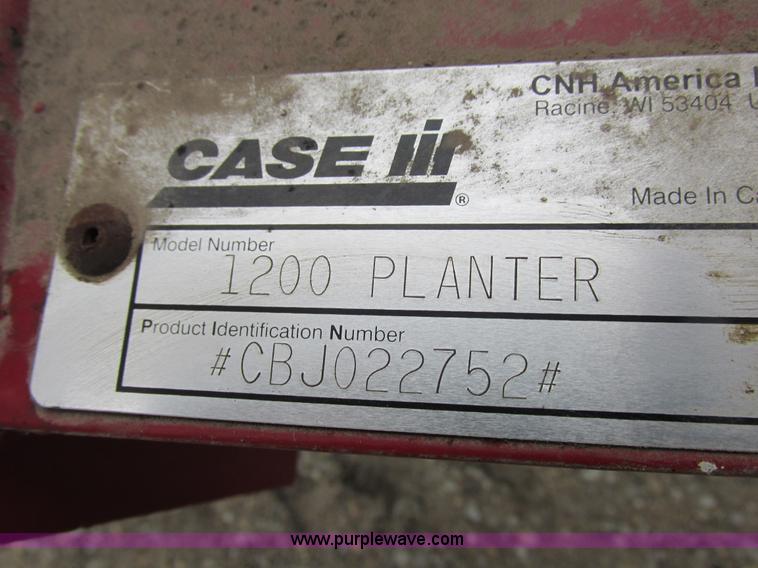 CNH America
Racine, WI 53404
CASE IH
®
Made In
Model Number
1200 PLANTER
Product Identification Number
#CBJ022752#
www.purplewave.com